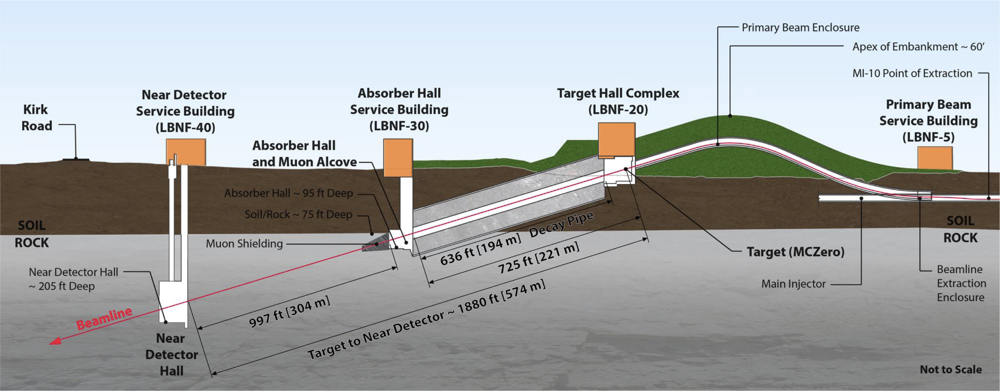 Primary Beam Enclosure
Apex of Embankment ~ 60’
MI-10 Point of Extraction
Kirk
Road
Near Detector
Service Building
(LBNF-40)
Absorber Hall
Service Building
(LBNF-30)
Target Hall Complex
(LBNF-20)
Primary Beam
Service Building
(LBNF-5)
Absorber Hall
and Muon Alcove
Absorber Hall ~ 95 ft Deep
Soil/Rock ~ 75 ft Deep
SOIL
ROCK
Muon Shielding
SOIL
ROCK
636 ft [194 m] Decay Pipe
725 ft [221 m]
Target (MCZero)
Near Detector Hall
~ 205 ft Deep
Main Injector
Beamline
Extraction
Enclosure
997 ft [304 m]
Target to Near Detector ~ 1880 ft [574 m]
Beamline
Near
Detector
Hall
Not to Scale